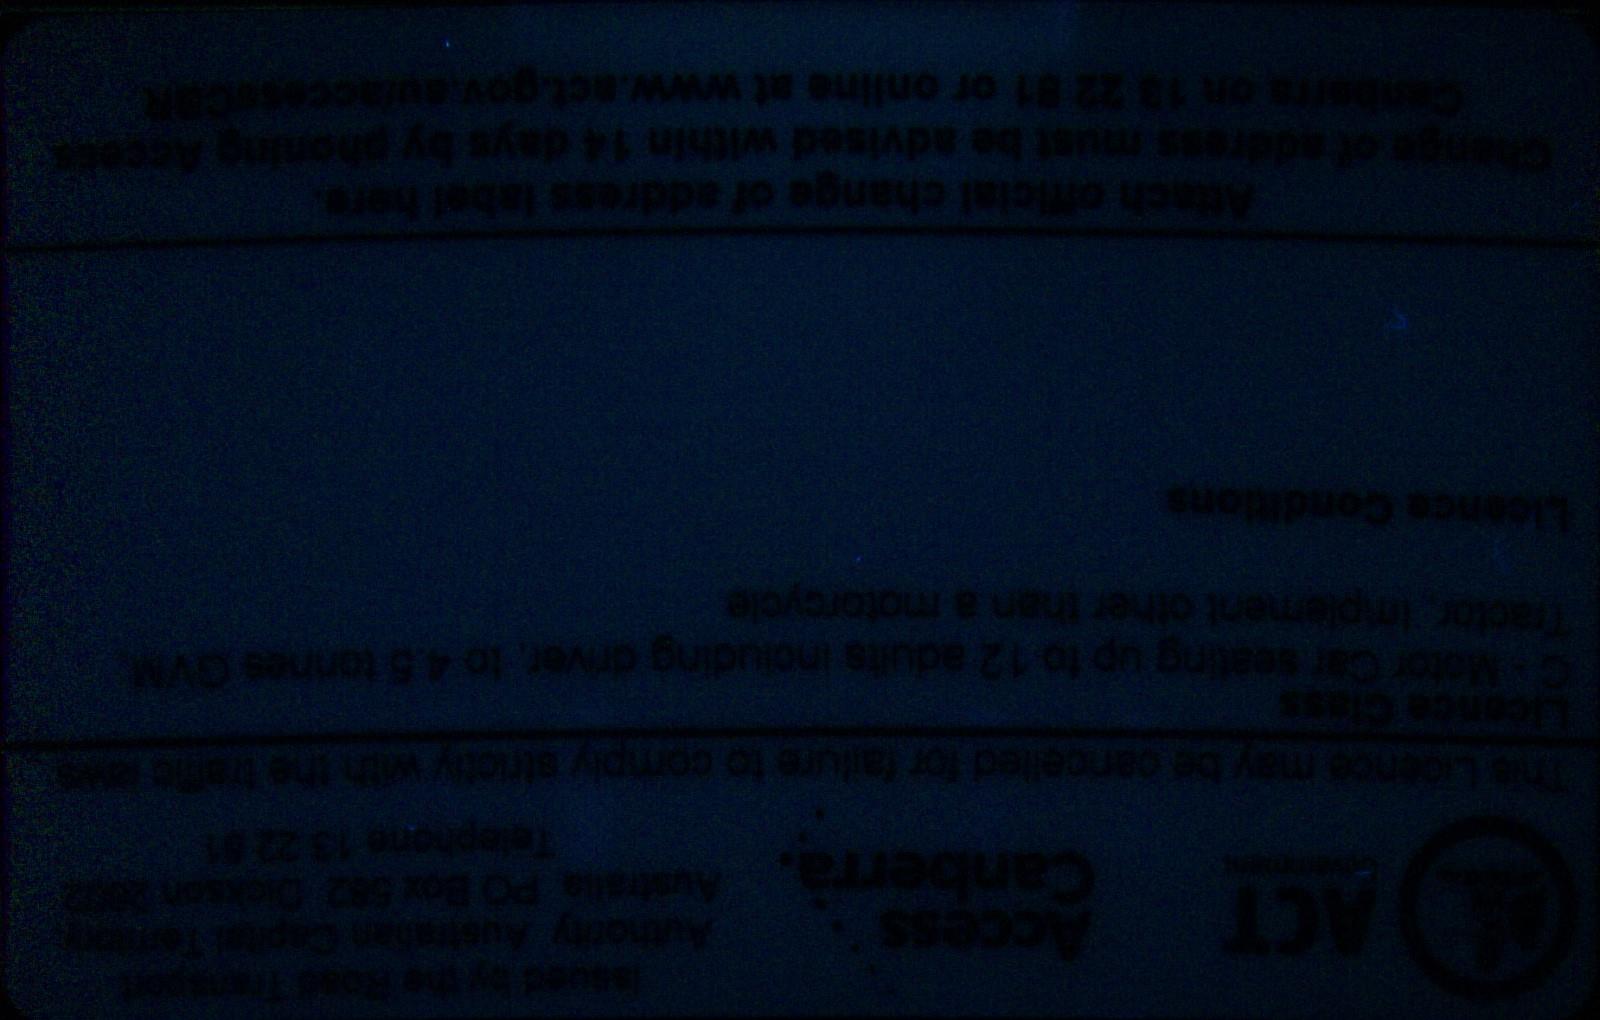 ACT
Government
Access
Canberra.
Issued by the Road Transport
Authority Australian Capital Territory
Australia PO Box 582 Dickson 2602
Telephone 13 22 81
This Licence may be cancelled for failure to comply strictly with the traffic laws
Licence Class
C - Motor Car seating up to 12 adults including driver, to 4.5 tonnes GVM,
Tractor, Implement other than a motorcycle
Licence Conditions
Attach official change of address label here.
Change of address must be advised within 14 days by phoning Access
Canberra on 13 22 81 or online at www.act.gov.au/accessCBR